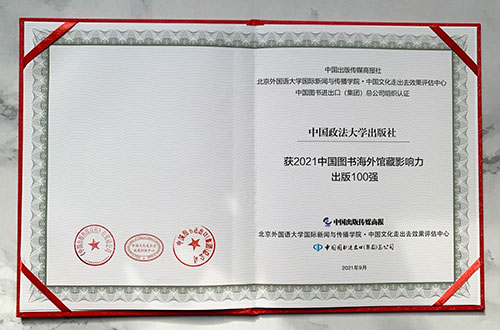 中国出版传媒商报社
北京外国语大学国际新闻与传播学院·中国文化走出去效果评估中心
中国图书进出口（集团）总公司组织认证
中国政法大学出版社
获2021中国图书海外馆藏影响力
出版100强
中国出版传媒商报
北京外国语大学国际新闻与传播学院·中国文化走出去效果评估中心
中国图书进出口（集团）总公司
2021年9月